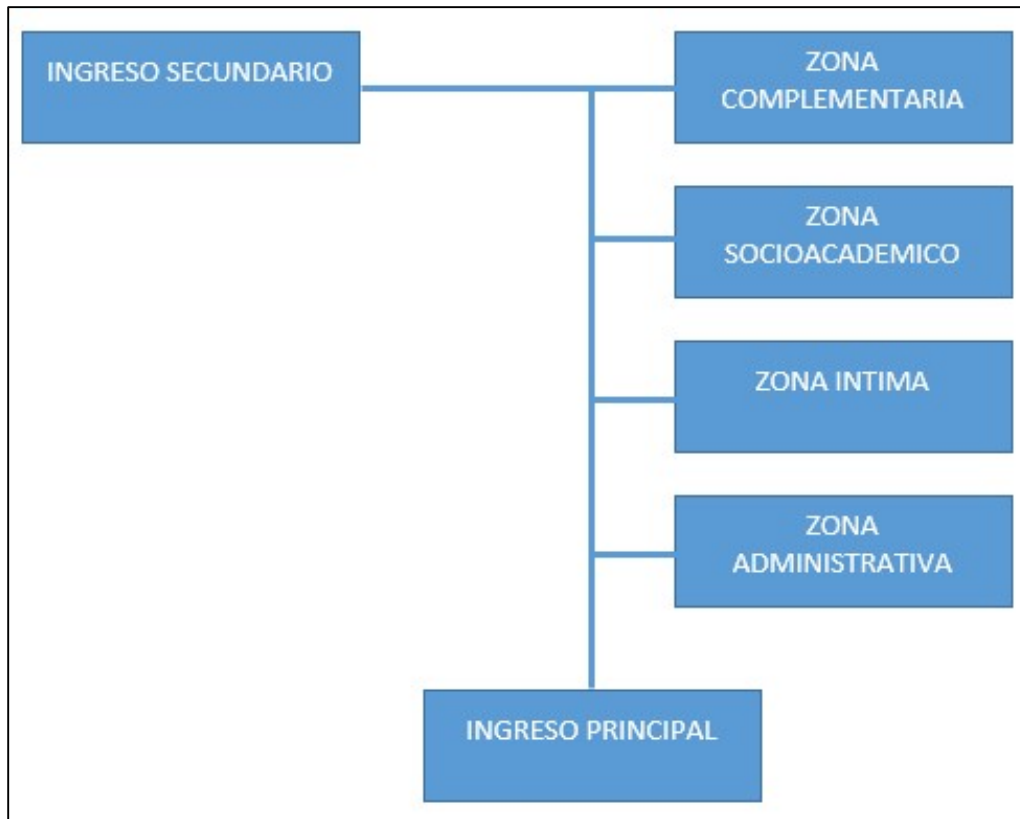 INGRESO SECUNDARIO
ZONA
COMPLEMENTARIA
ZONA
SOCIOACADEMICO
ZONA INTIMA
ZONA
ADMINISTRATIVA
INGRESO PRINCIPAL